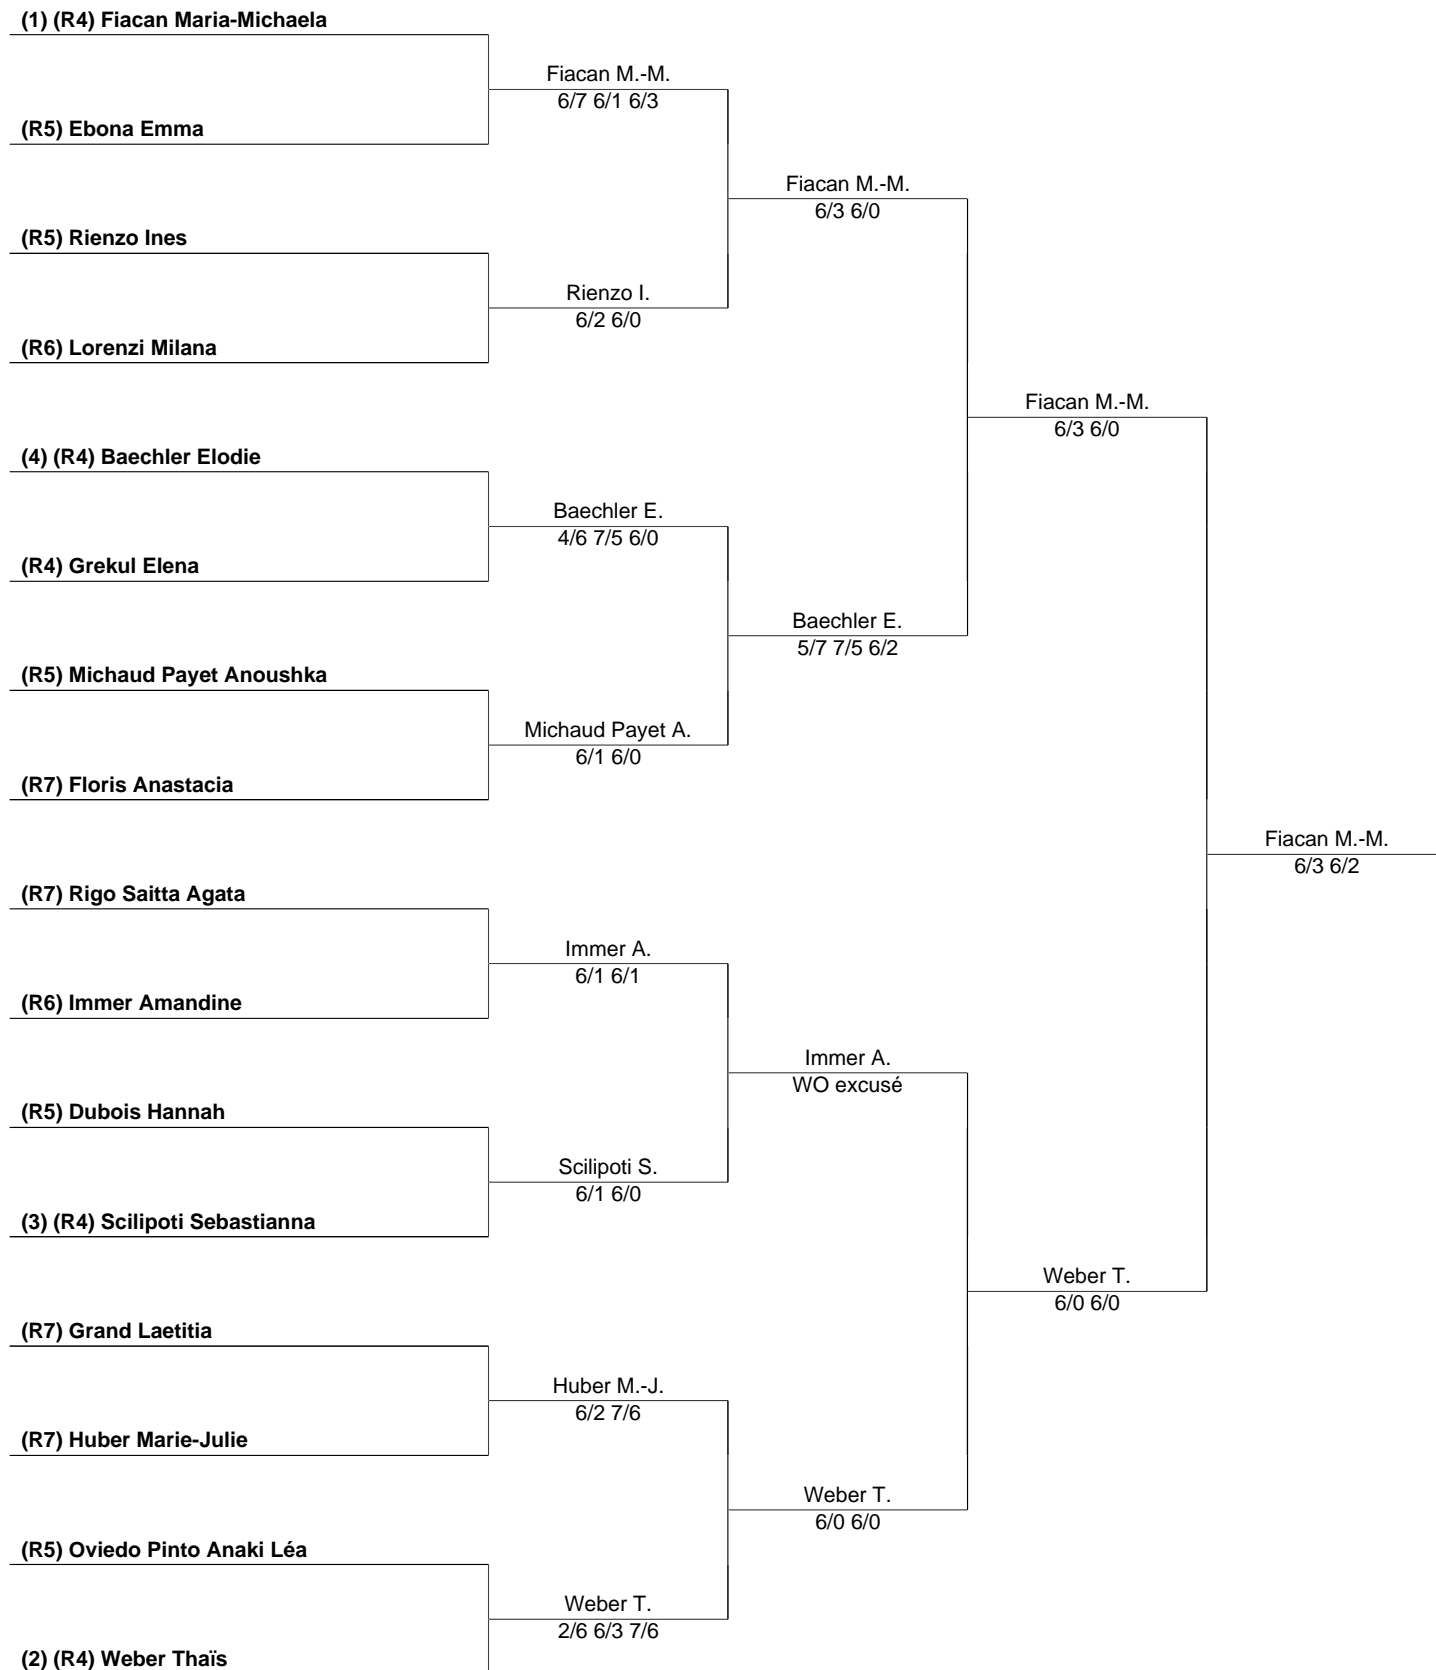 (1) (R4) Fiacan Maria-Michaela
Fiacan M.-M.
6/7 6/1 6/3
(R5) Ebona Emma
Fiacan M.-M.
6/3 6/0
(R5) Rienzo Ines
Rienzo I.
6/2 6/0
(R6) Lorenzi Milana
Fiacan M.-M.
6/3 6/0
(4) (R4) Baechler Elodie
Baechler E.
4/6 7/5 6/0
(R4) Grekul Elena
Baechler E.
5/7 7/5 6/2
(R5) Michaud Payet Anoushka
Michaud Payet A.
6/1 6/0
(R7) Floris Anastacia
Fiacan M.-M.
6/3 6/2
(R7) Rigo Saitta Agata
Immer A.
6/1 6/1
(R6) Immer Amandine
Immer A.
WO excusé
(R5) Dubois Hannah
Scilipoti S.
6/1 6/0
(3) (R4) Scilipoti Sebastianna
Weber T.
6/0 6/0
(R7) Grand Laetitia
Huber M.-J.
6/2 7/6
(R7) Huber Marie-Julie
Weber T.
6/0 6/0
(R5) Oviedo Pinto Anaki Léa
Weber T.
2/6 6/3 7/6
(2) (R4) Weber Thaïs